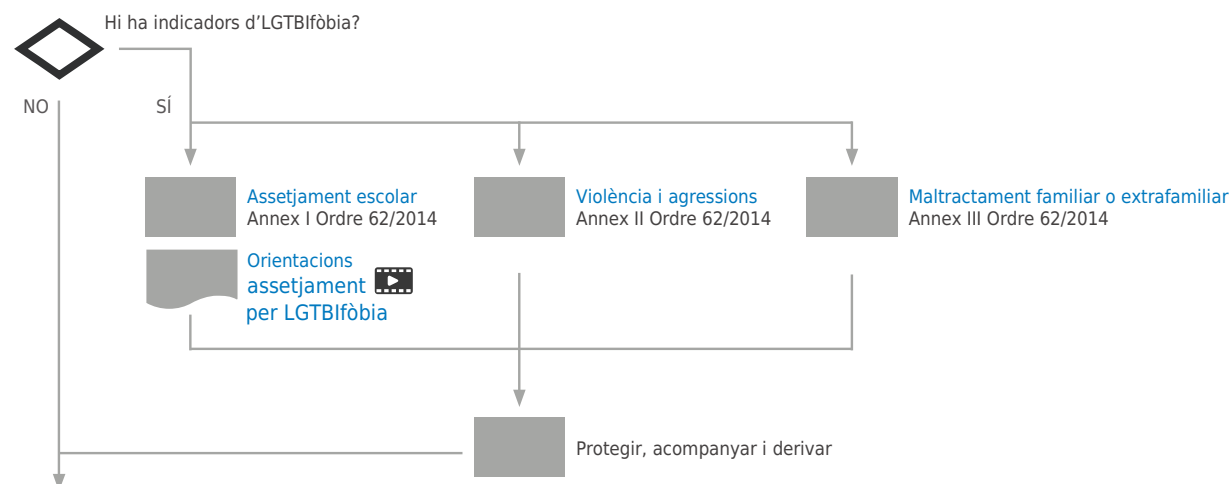 Hi ha indicadors d’LGTBIfòbia?
NO
SÍ
Assetjament escolar
Annex I Ordre 62/2014
Violència i agressions
Annex II Ordre 62/2014
Maltractament familiar o extrafamiliar
Annex III Ordre 62/2014
Orientacions
assetjament
per LGTBIfòbia
Protegir, acompanyar i derivar